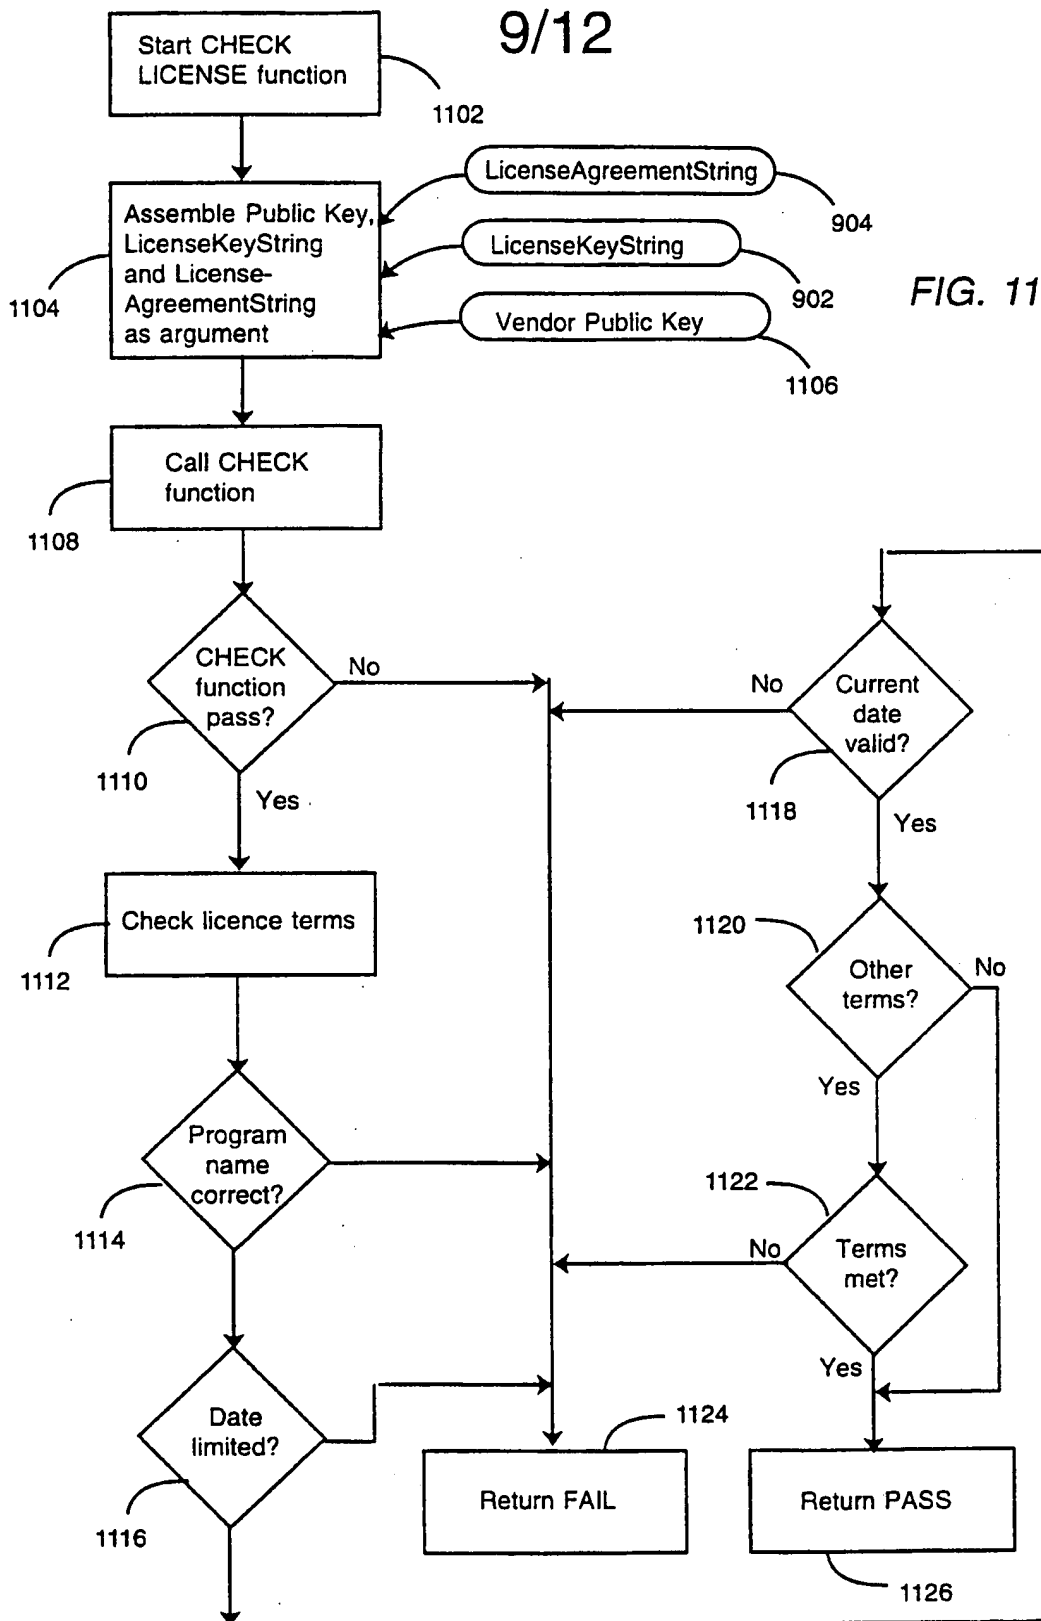 9/12
Start CHECK
LICENSE function
1102
LicenseAgreementString
904
Assemble Public Key,
LicenseKeyString
and License-
AgreementString
as argument
1104
LicenseKeyString
902
FIG. 11
Vendor Public Key
1106
Call CHECK
function
1108
CHECK
function
pass?
No
1110
Yes
Check licence terms
1112
Program
name
correct?
1114
Date
limited?
1116
Current
date
valid?
No
1118
Yes
1120
Other
terms?
No
Yes
1122
Terms
met?
No
Yes
1124
Return FAIL
Return PASS
1126